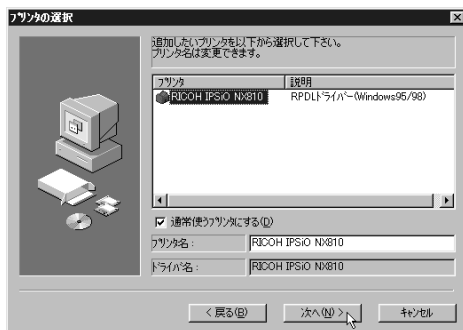 プリンタの選択
追加したいプリンタを以下から選択して下さい。
プリンタ名は変更できます。
プリンタ 説明
RICOH IPSiO NX810 RPDLドライバー(Windows95/98)
通常使うプリンタにする(D)
プリンタ名： RICOH IPSiO NX810
ドライバ名： RICOH IPSiO NX810
< 戻る(B) 次へ(N) > キャンセル